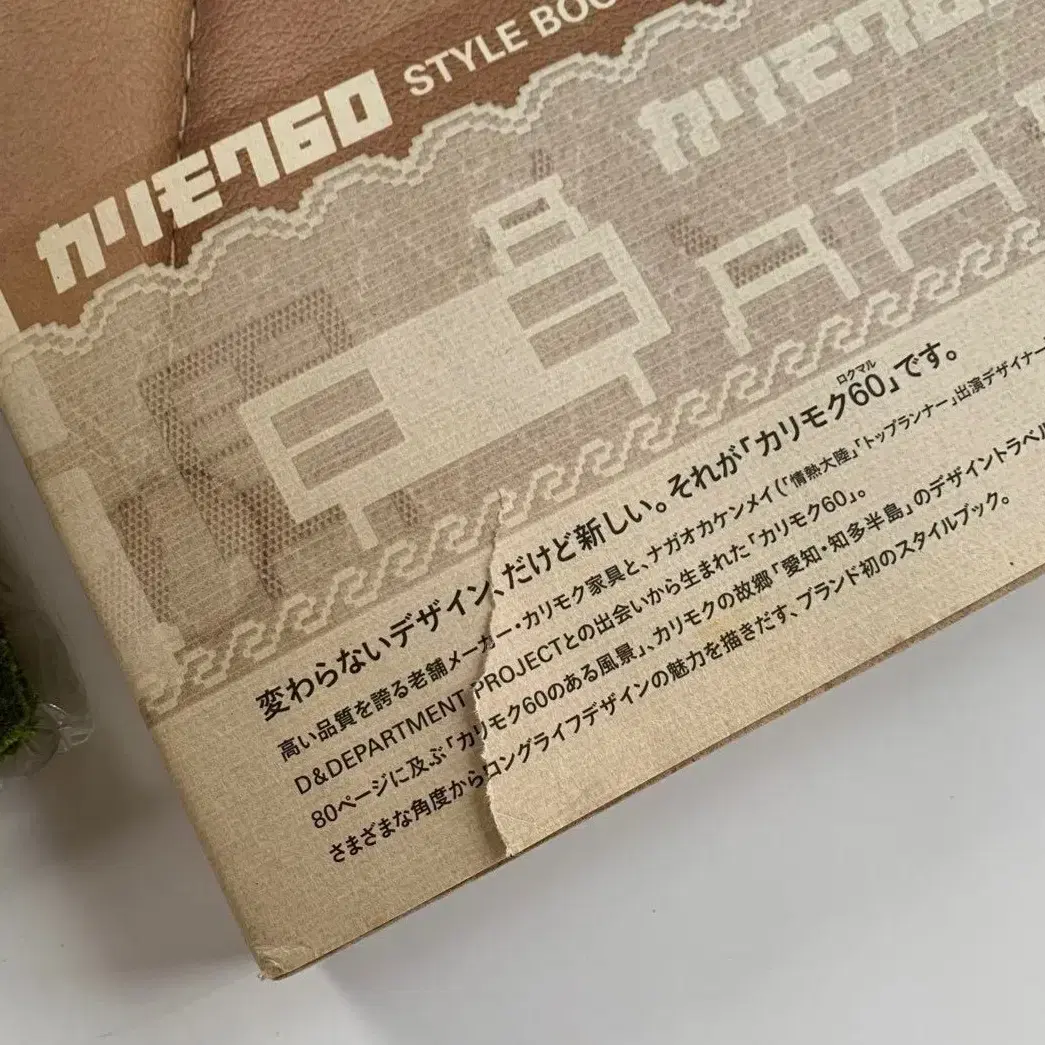 カリモク60 STYLE BOO
カリモク60
変わらないデザイン、だけど新しい。それが「カリモク60」です。
ロクマル
高い品質を誇る老舗メーカー・カリモク家具と、ナガオカケンメイ(「情熱大陸」「トップランナー」出演デザイナー
D&DEPARTMENT PROJECTとの出会いから生まれた「カリモク60」。
80ページに及ぶ「カリモク60のある風景」、カリモクの故郷「愛知・知多半島」のデザイントラベル
さまざまな角度からロングライフデザインの魅力を描きだす、ブランド初のスタイルブック。